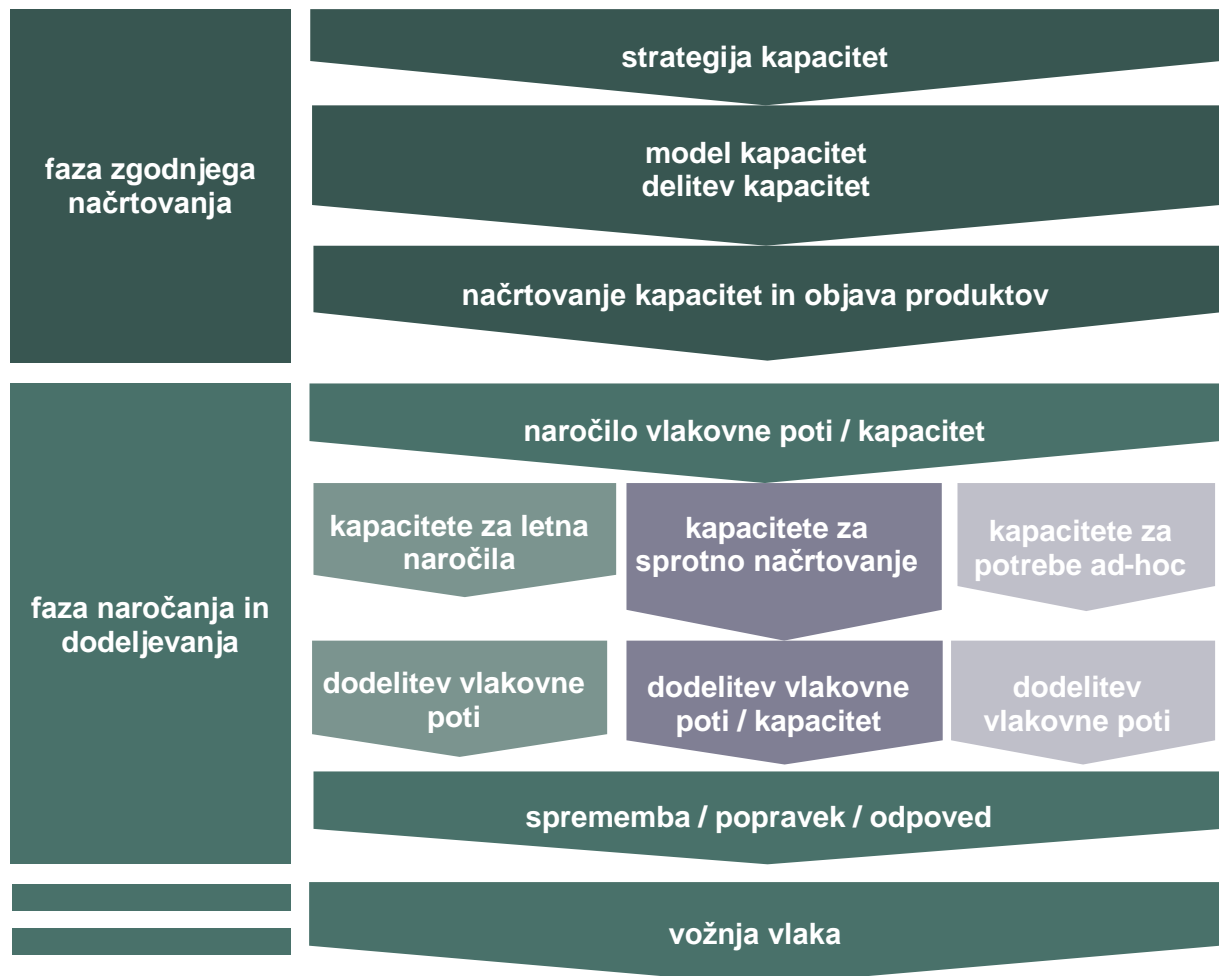 faza zgodnjega
načrtovanja
strategija kapacitet
model kapacitet
delitev kapacitet
načrtovanje kapacitet in objava produktov
faza naročanja in
dodeljevanja
naročilo vlakovne poti / kapacitet
kapacitete za letna
naročila
kapacitete za
sprotno načrtovanje
kapacitete za
potrebe ad-hoc
dodelitev vlakovne
poti
dodelitev vlakovne
poti / kapacitet
dodelitev
vlakovne poti
sprememba / popravek / odpoved
vožnja vlaka